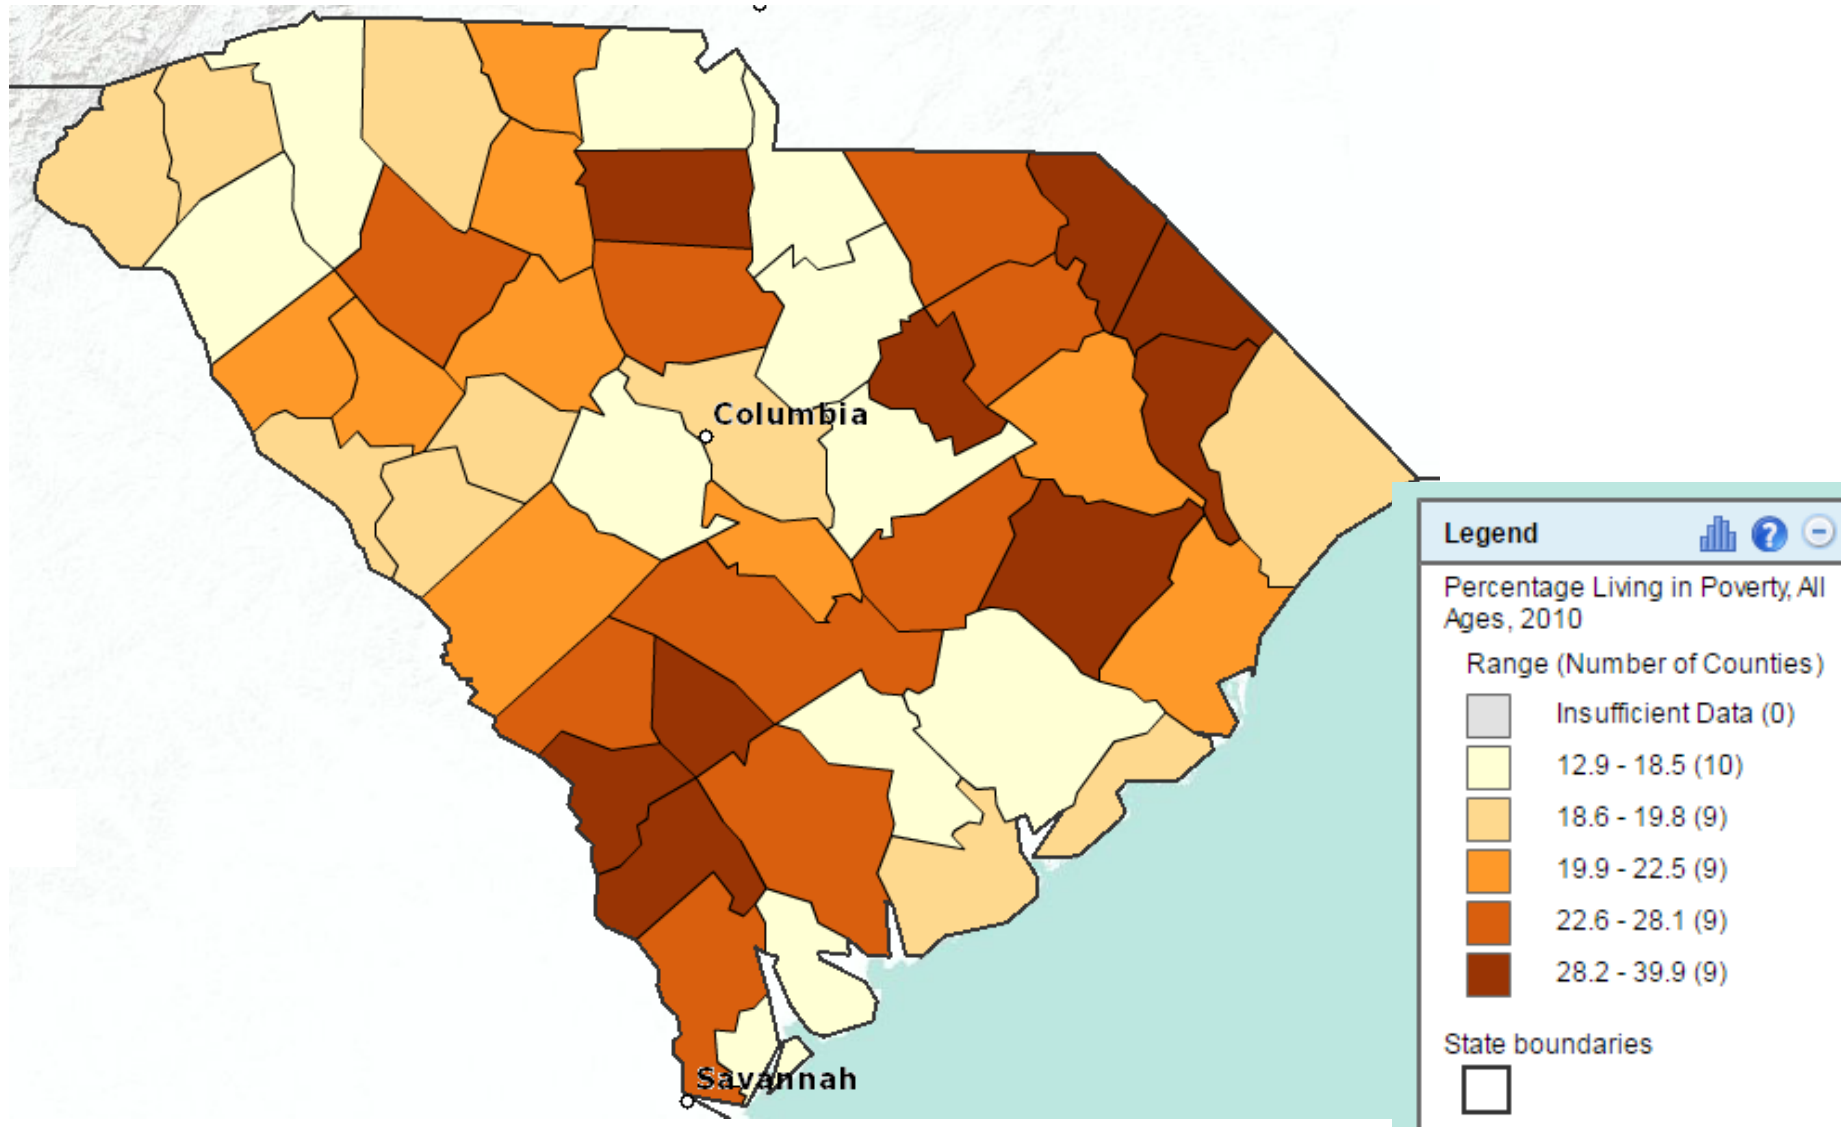 Columbia
Savannah
Legend
?
Percentage Living in Poverty, All
Ages, 2010
Range (Number of Counties)
Insufficient Data (0)
12.9 - 18.5 (10)
18.6 - 19.8 (9)
19.9 - 22.5 (9)
22.6 - 28.1 (9)
28.2 - 39.9 (9)
State boundaries